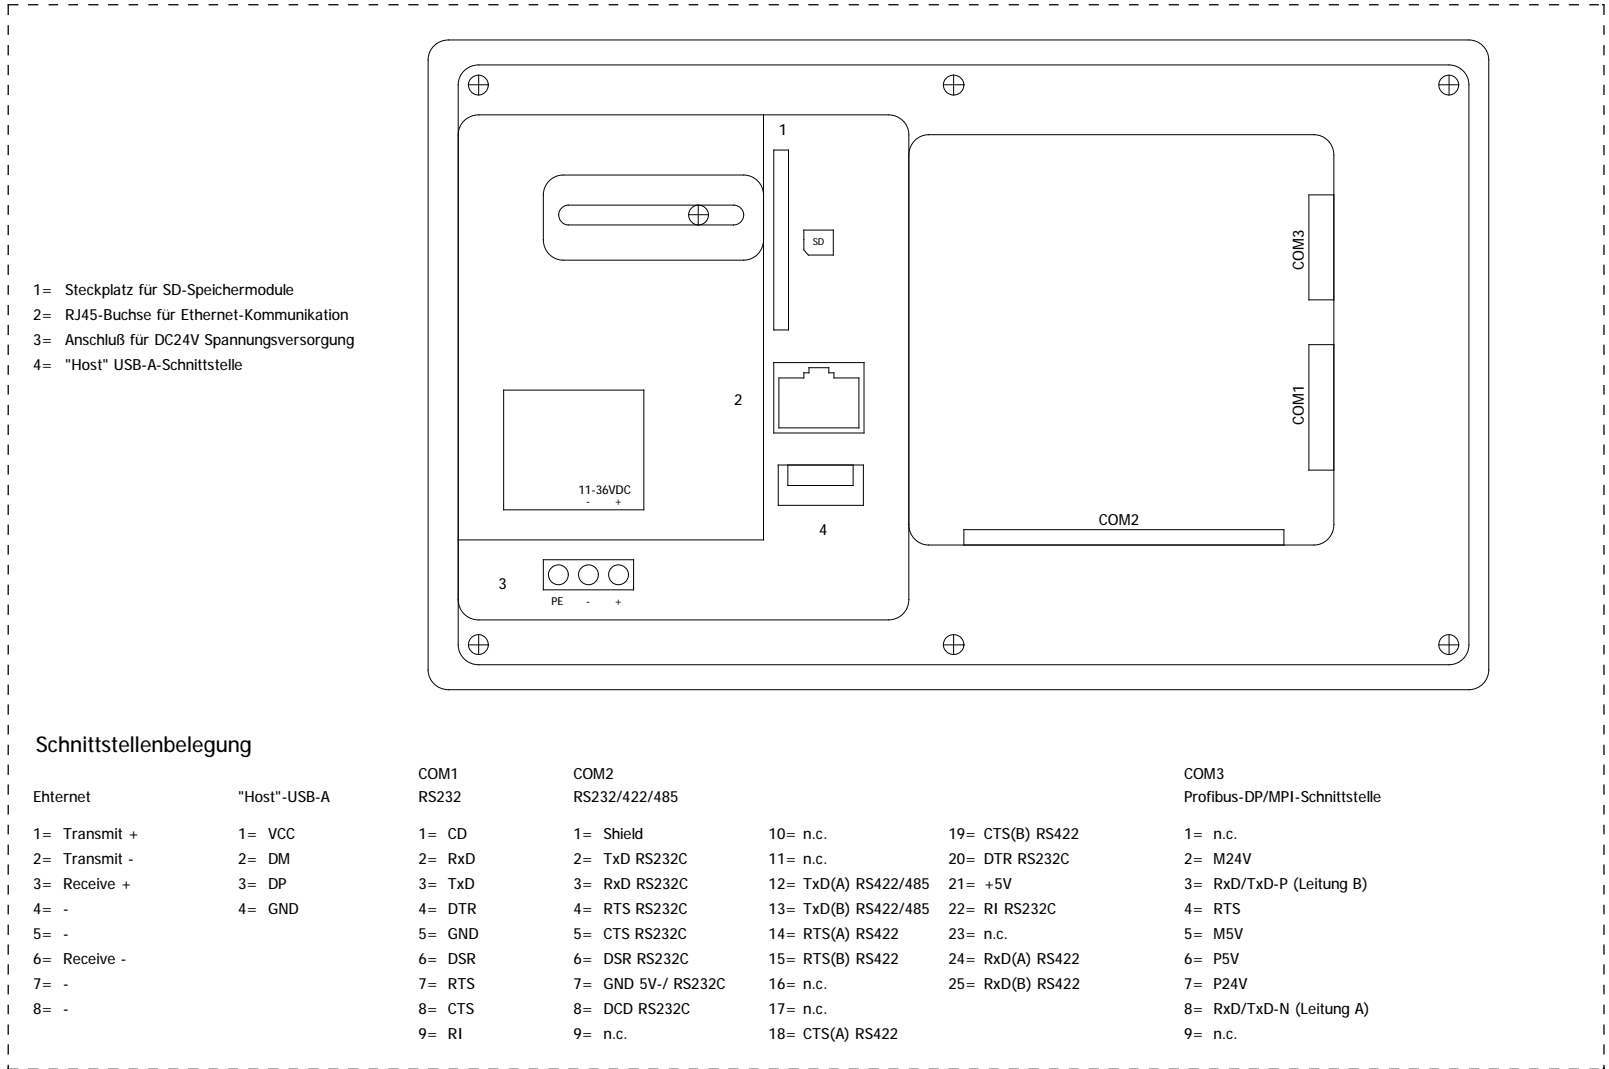 1
SD
COM3
1= Steckplatz für SD-Speichermodule
2= RJ45-Buchse für Ethernet-Kommunikation
3= Anschluß für DC24V Spannungsversorgung
4= "Host" USB-A-Schnittstelle
2
COM1
11-36VDC
- +
COM2
4
3
PE - +
Schnittstellenbelegung
Ehternet
1= Transmit +
2= Transmit -
3= Receive +
4= -
5= -
6= Receive -
7= -
8= -
"Host"-USB-A
1= VCC
2= DM
3= DP
4= GND
COM1
RS232
1= CD
2= RxD
3= TxD
4= DTR
5= GND
6= DSR
7= RTS
8= CTS
9= RI
COM2
RS232/422/485
1= Shield
2= TxD RS232C
3= RxD RS232C
4= RTS RS232C
5= CTS RS232C
6= DSR RS232C
7= GND 5V-/ RS232C
8= DCD RS232C
9= n.c.
10= n.c.
11= n.c.
12= TxD(A) RS422/485
13= TxD(B) RS422/485
14= RTS(A) RS422
15= RTS(B) RS422
16= n.c.
17= n.c.
18= CTS(A) RS422
19= CTS(B) RS422
20= DTR RS232C
21= +5V
22= RI RS232C
23= n.c.
24= RxD(A) RS422
25= RxD(B) RS422
COM3
Profibus-DP/MPI-Schnittstelle
1= n.c.
2= M24V
3= RxD/TxD-P (Leitung B)
4= RTS
5= M5V
6= P5V
7= P24V
8= RxD/TxD-N (Leitung A)
9= n.c.